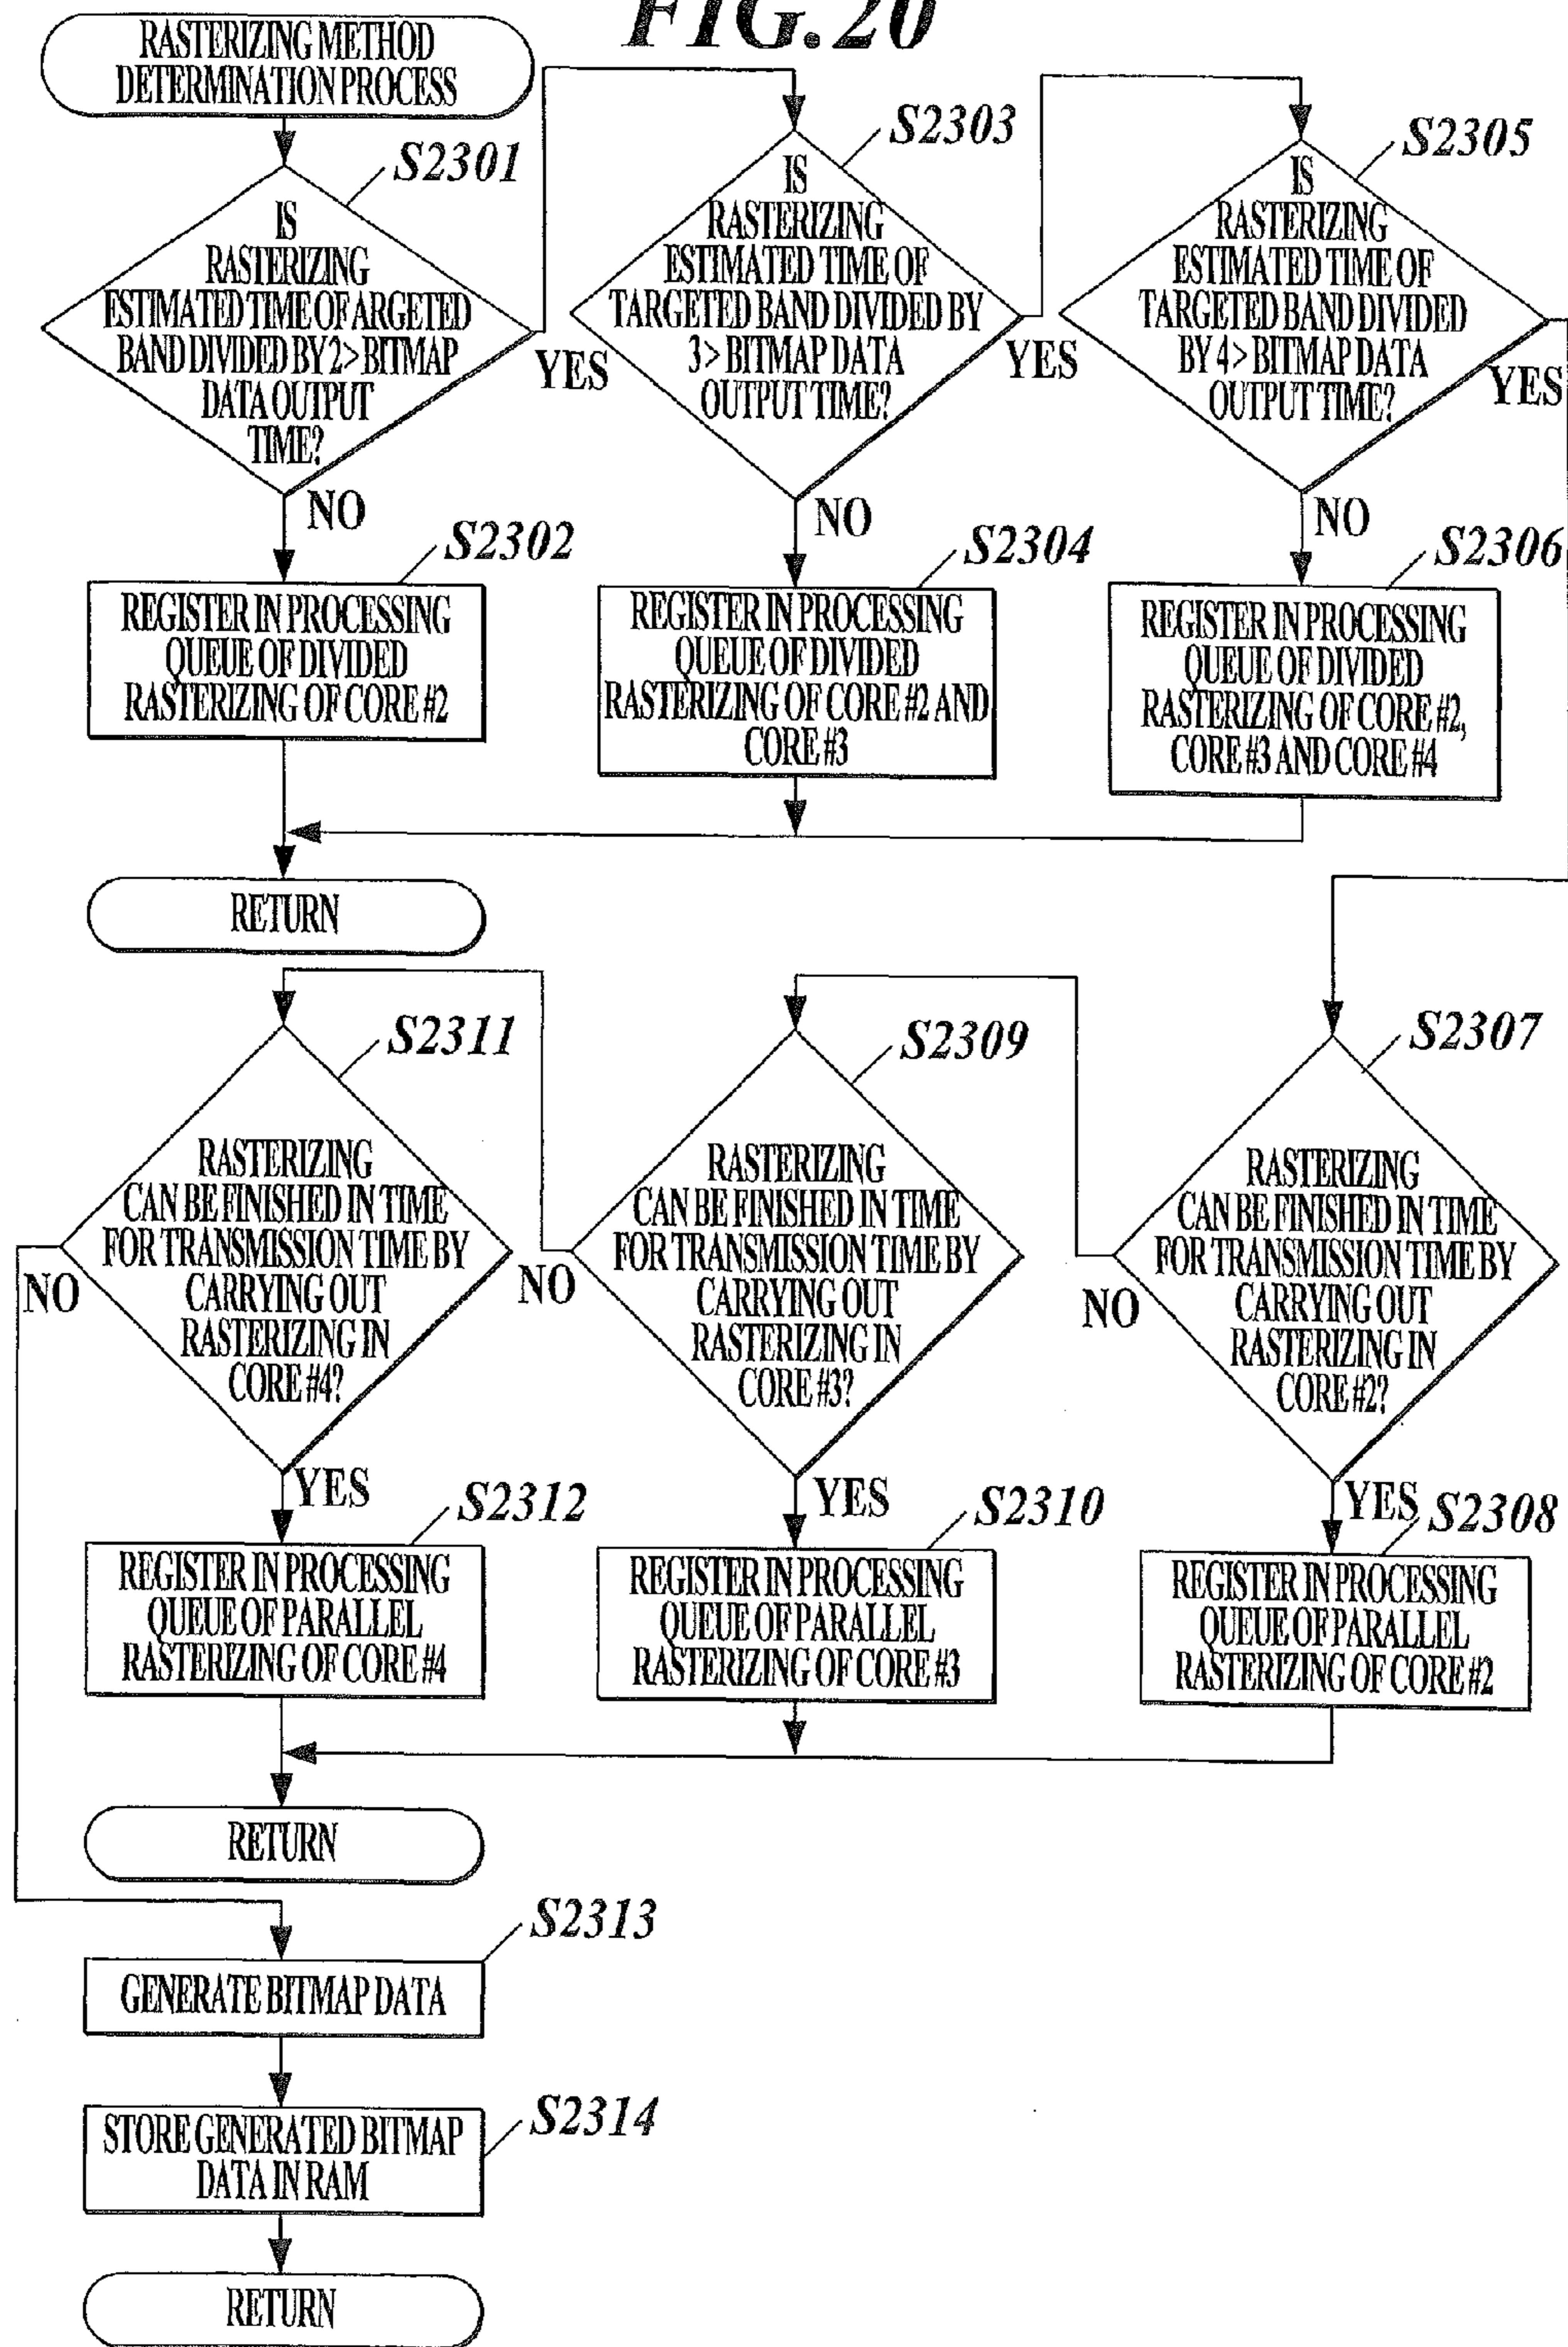 FIG.20
RASTERIZING METHOD
DETERMINATION PROCESS
S2301
IS
RASTERIZING
ESTIMATED TIME OF ARGETED
BAND DIVIDED BY 2> BITMAP
DATA OUTPUT
TIME?
YES
NO
S2302
REGISTER IN PROCESSING
QUEUE OF DIVIDED
RASTERIZING OF CORE #2
S2303
IS
RASTERIZING
ESTIMATED TIME OF
TARGETED BAND DIVIDED BY
3> BITMAP DATA
OUTPUT TIME?
YES
NO
S2304
REGISTER IN PROCESSING
QUEUE OF DIVIDED
RASTERIZING OF CORE #2 AND
CORE #3
S2305
IS
RASTERIZING
ESTIMATED TIME OF
TARGETED BAND DIVIDED
BY 4> BITMAP DATA
OUTPUT TIME?
YES
NO
S2306
REGISTER IN PROCESSING
QUEUE OF DIVIDED
RASTERIZING OF CORE #2,
CORE #3 AND CORE #4
RETURN
S2307
RASTERIZING
CAN BE FINISHED IN TIME
FOR TRANSMISSION TIME BY
CARRYING OUT
RASTERIZING IN
CORE #2?
NO
YES
S2308
REGISTER IN PROCESSING
QUEUE OF PARALLEL
RASTERIZING OF CORE #2
S2309
RASTERIZING
CAN BE FINISHED IN TIME
FOR TRANSMISSION TIME BY
CARRYING OUT
RASTERIZING IN
CORE #3?
NO
YES
S2310
REGISTER IN PROCESSING
QUEUE OF PARALLEL
RASTERIZING OF CORE #3
S2311
RASTERIZING
CAN BE FINISHED IN TIME
FOR TRANSMISSION TIME BY
CARRYING OUT
RASTERIZING IN
CORE #4?
NO
YES
S2312
REGISTER IN PROCESSING
QUEUE OF PARALLEL
RASTERIZING OF CORE #4
RETURN
S2313
GENERATE BITMAP DATA
S2314
STORE GENERATED BITMAP
DATA IN RAM
RETURN